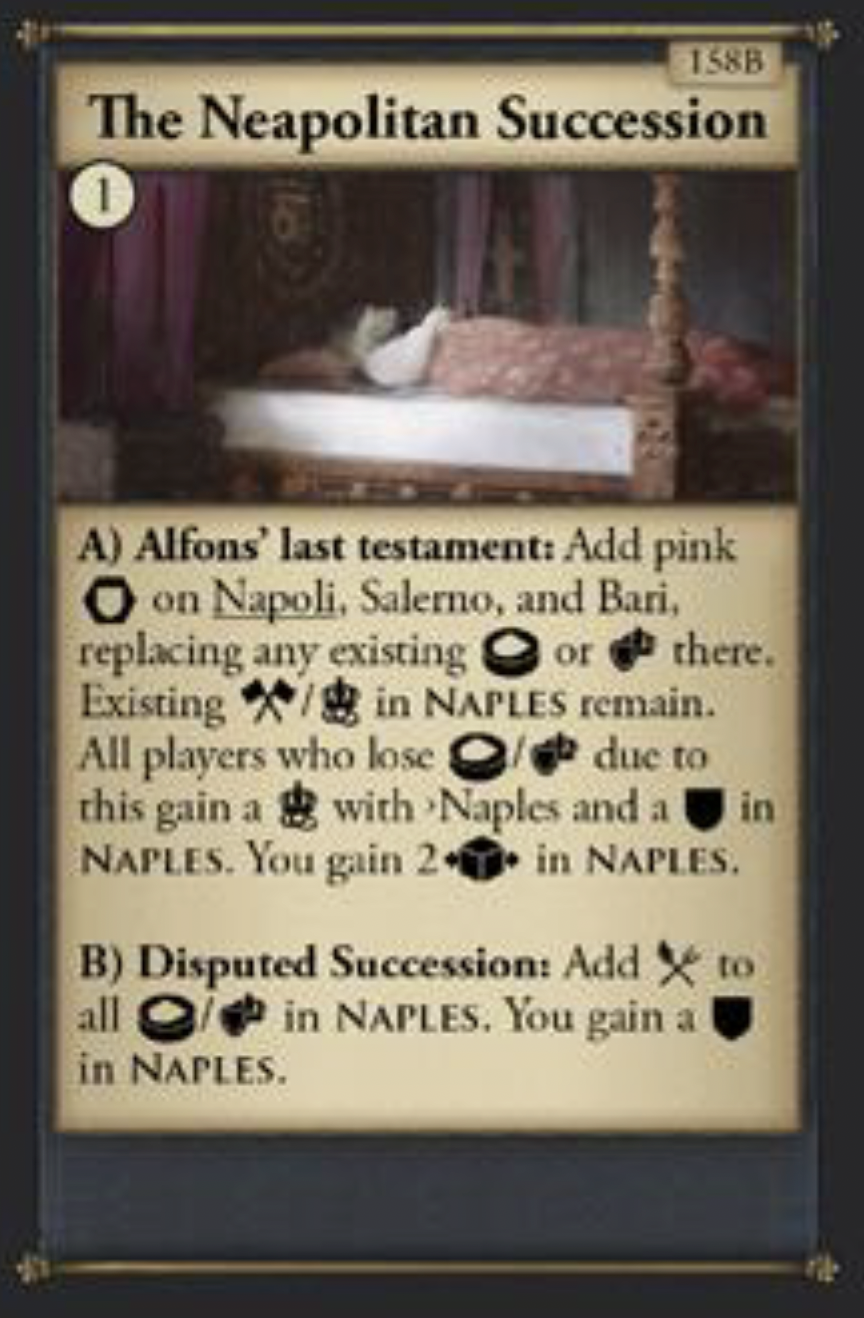 158B
The Neapolitan Succession
1
A) Alfons' last testament: Add pink
on Napoli, Salerno, and Bari,
replacing any existing or there.
Existing / in NAPLES remain.
All players who lose / due to
this gain a with ›Naples and a in
NAPLES. You gain 2 in NAPLES.
B) Disputed Succession: Add to
all / in NAPLES. You gain a
in NAPLES.